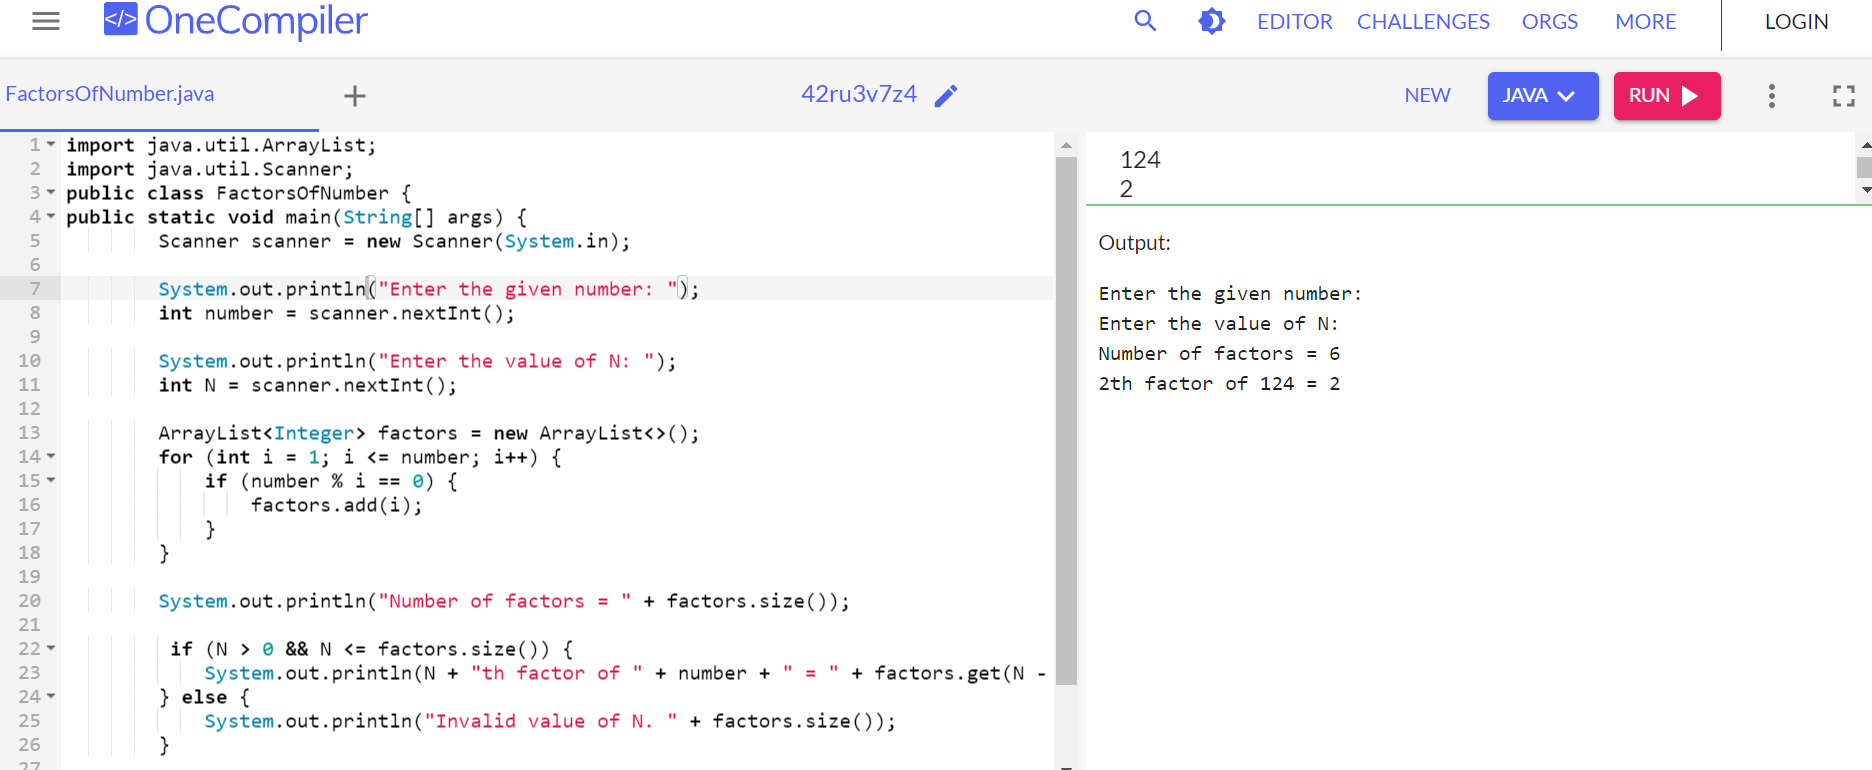 </> OneCompiler
EDITOR CHALLENGES ORGS MORE LOGIN
FactorsOfNumber.java + 42ru3v7z4 NEW JAVA RUN
1 import java.util.ArrayList;
2 import java.util.Scanner;
3 public class FactorsOfNumber {
4 public static void main(String[] args) {
5 Scanner scanner = new Scanner(System.in);
6
7 System.out.println("Enter the given number: ");
8 int number = scanner.nextInt();
9
10 System.out.println("Enter the value of N: ");
11 int N = scanner.nextInt();
12
13 ArrayList<Integer> factors = new ArrayList<>();
14 for (int i = 1; i <= number; i++) {
15 if (number % i == 0) {
16 factors.add(i);
17 }
18 }
19
20 System.out.println("Number of factors = " + factors.size());
21
22 if (N > 0 && N <= factors.size()) {
23 System.out.println(N + "th factor of " + number + " = " + factors.get(N -
24 } else {
25 System.out.println("Invalid value of N. " + factors.size());
26 }
27
124
2
Output:
Enter the given number:
Enter the value of N:
Number of factors = 6
2th factor of 124 = 2